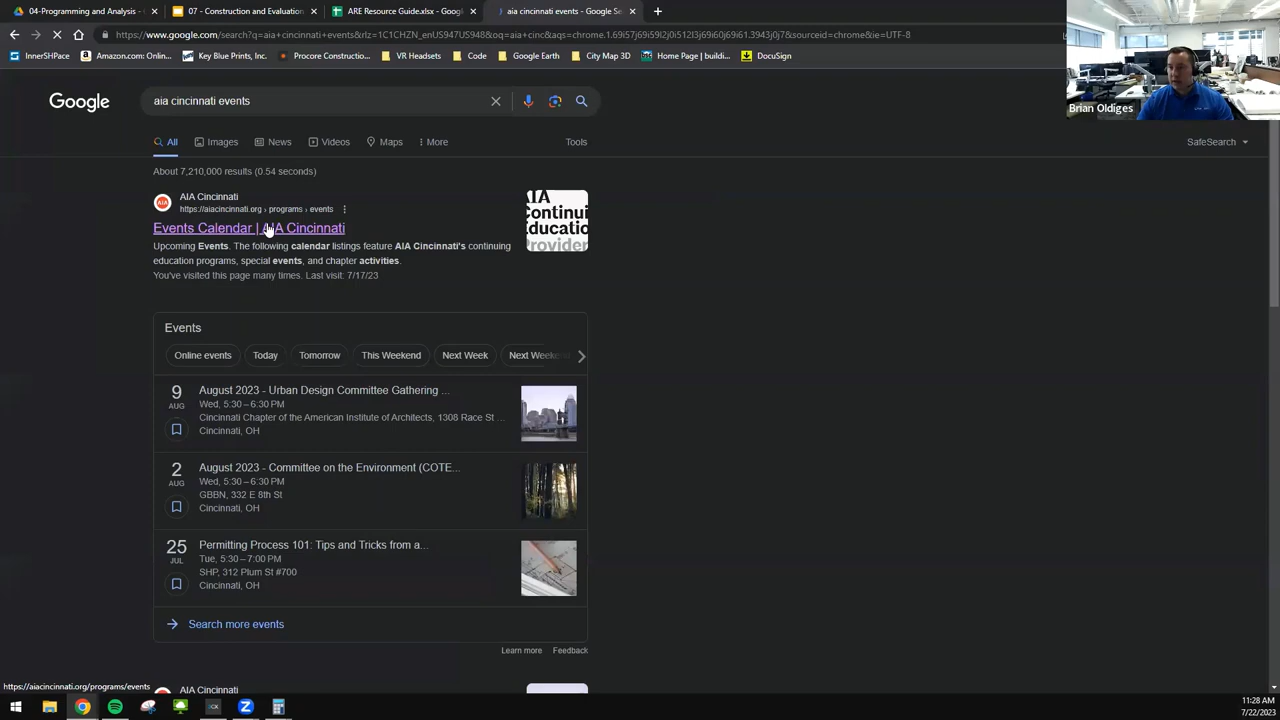 04-Programming and Analysis -
07 - Construction and Evaluation
ARE Resource Guide.xlsx - Googl
aia cincinnati events - Google Se
InnerSHPace
Amazon.com: Onlin...
Key Blue Prints, Inc.
Procore Construction...
VR Head
Google Earth
City Map 3D
Home Page | buildi...
DocuSign
Brian Oldiges
Google
aia cincinnati events
All
Images
News
Videos
Maps
More
Tools
SafeSearch
About 7,210,000 results (0.54 seconds)
AIA
AIA Cincinnati
https://aiacincinnati.org › programs › events
Events Calendar | AIA Cincinnati
Upcoming Events. The following calendar listings feature AIA Cincinnati's continuing
education programs, special events, and chapter activities.
You've visited this page many times. Last visit: 7/17/23
AIA
Continui
Educatio
Provider
Events
Online events
Today
Tomorrow
This Weekend
Next Week
Next Weeken
9
AUG
August 2023 - Urban Design Committee Gathering ...
Wed, 5:30 – 6:30 PM
Cincinnati Chapter of the American Institute of Architects, 1308 Race St ...
Cincinnati, OH
2
AUG
August 2023 - Committee on the Environment (COTE...
Wed, 5:30 – 6:30 PM
GBBN, 332 E 8th St
Cincinnati, OH
25
JUL
Permitting Process 101: Tips and Tricks from a...
Tue, 5:30 – 7:00 PM
SHP, 312 Plum St #700
Cincinnati, OH
Search more events
Learn more
Feedback
AIA Cincinnati
https://aiacincinnati.org/programs/events
11:28 AM
7/22/2023